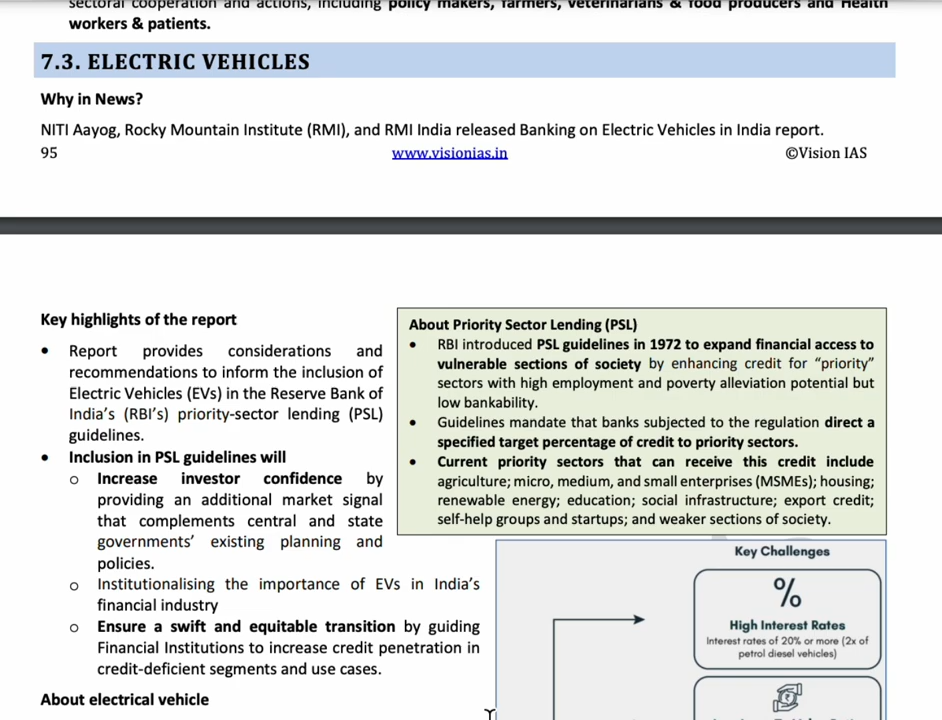 sectoral cooperation and actions, including policy makers, farmers, veterinarians & food producers and Health
workers & patients.
7.3. ELECTRIC VEHICLES
Why in News?
NITI Aayog, Rocky Mountain Institute (RMI), and RMI India released Banking on Electric Vehicles in India report.
95
www.visionias.in
©Vision IAS
Key highlights of the report
• Report provides considerations and
recommendations to inform the inclusion of
Electric Vehicles (EVs) in the Reserve Bank of
India's (RBI's) priority-sector lending (PSL)
guidelines.
• Inclusion in PSL guidelines will
o Increase investor confidence by
providing an additional market signal
that complements central and state
governments' existing planning and
policies.
o Institutionalising the importance of EVs in India's
financial industry
o Ensure a swift and equitable transition by guiding
Financial Institutions to increase credit penetration in
credit-deficient segments and use cases.
About electrical vehicle
About Priority Sector Lending (PSL)
• RBI introduced PSL guidelines in 1972 to expand financial access to
vulnerable sections of society by enhancing credit for "priority"
sectors with high employment and poverty alleviation potential but
low bankability.
• Guidelines mandate that banks subjected to the regulation direct a
specified target percentage of credit to priority sectors.
• Current priority sectors that can receive this credit include
agriculture; micro, medium, and small enterprises (MSMEs); housing;
renewable energy; education; social infrastructure; export credit;
self-help groups and startups; and weaker sections of society.
Key Challenges
%
High Interest Rates
Interest rates of 20% or more (2x of
petrol diesel vehicles)